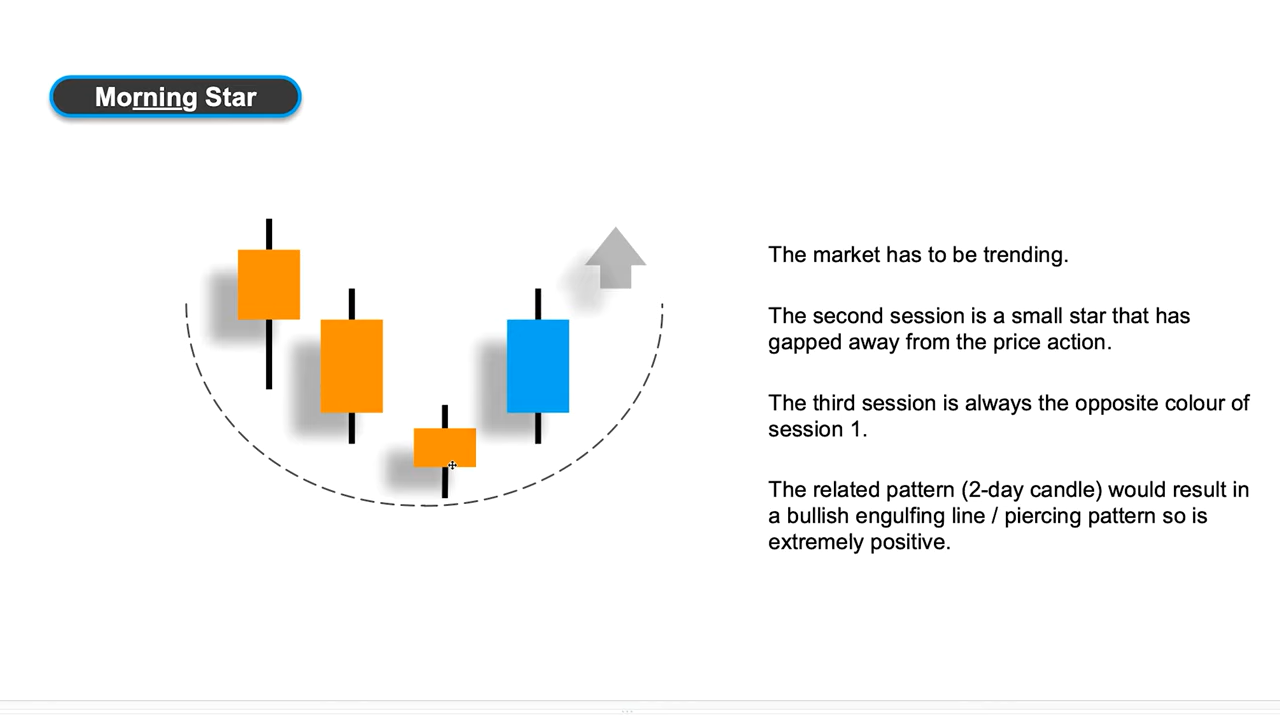 Morning Star
The market has to be trending.
The second session is a small star that has
gapped away from the price action.
The third session is always the opposite colour of
session 1.
The related pattern (2-day candle) would result in
a bullish engulfing line / piercing pattern so is
extremely positive.